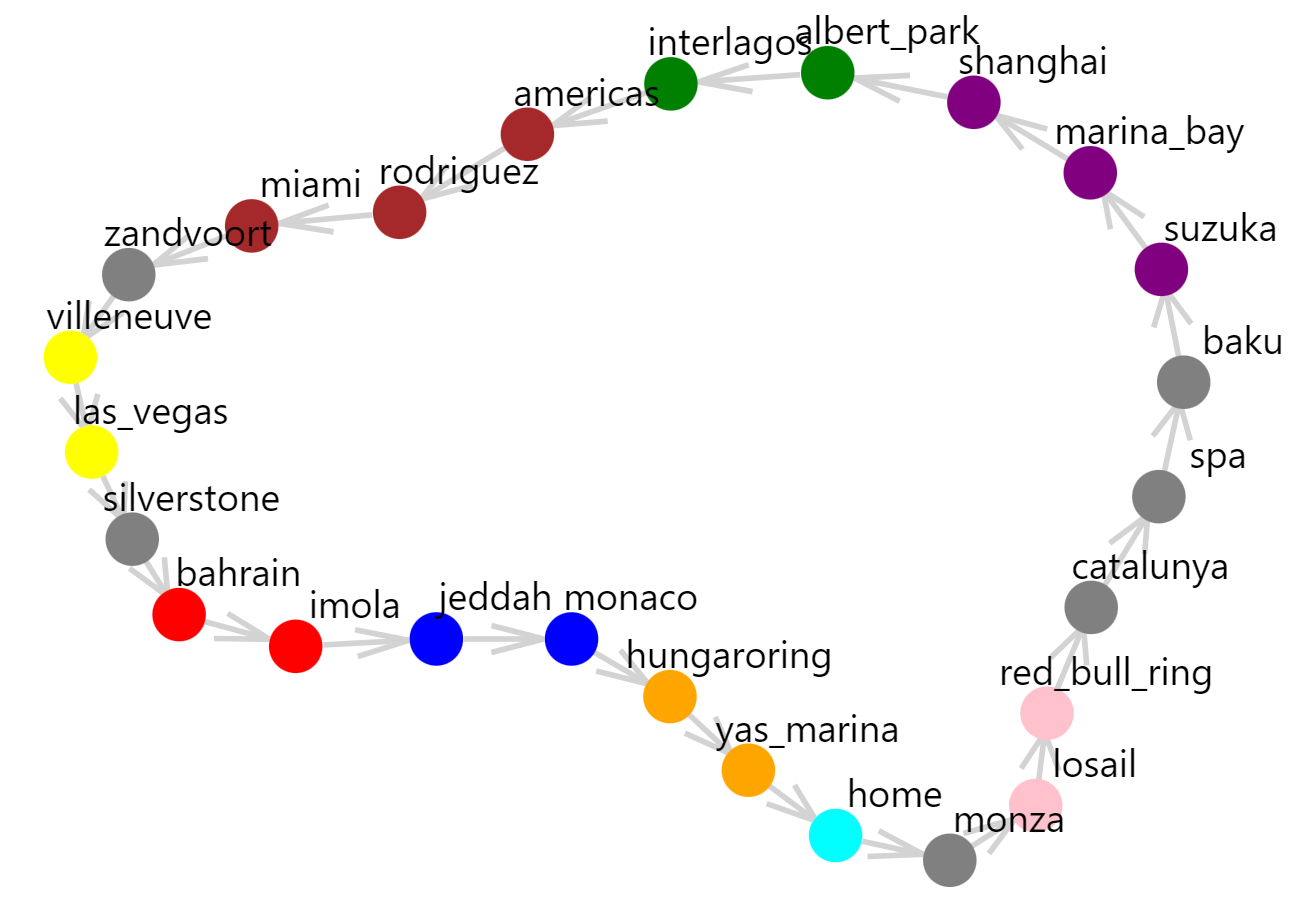 albert_park
interlagos
shanghai
americas
marina_bay
rodriguez
miami
suzuka
zandvoort
villeneuve
baku
las_vegas
spa
silverstone
catalunya
bahrain
imola
jeddah
monaco
hungaroring
red_bull_ring
yas_marina
losail
home
monza